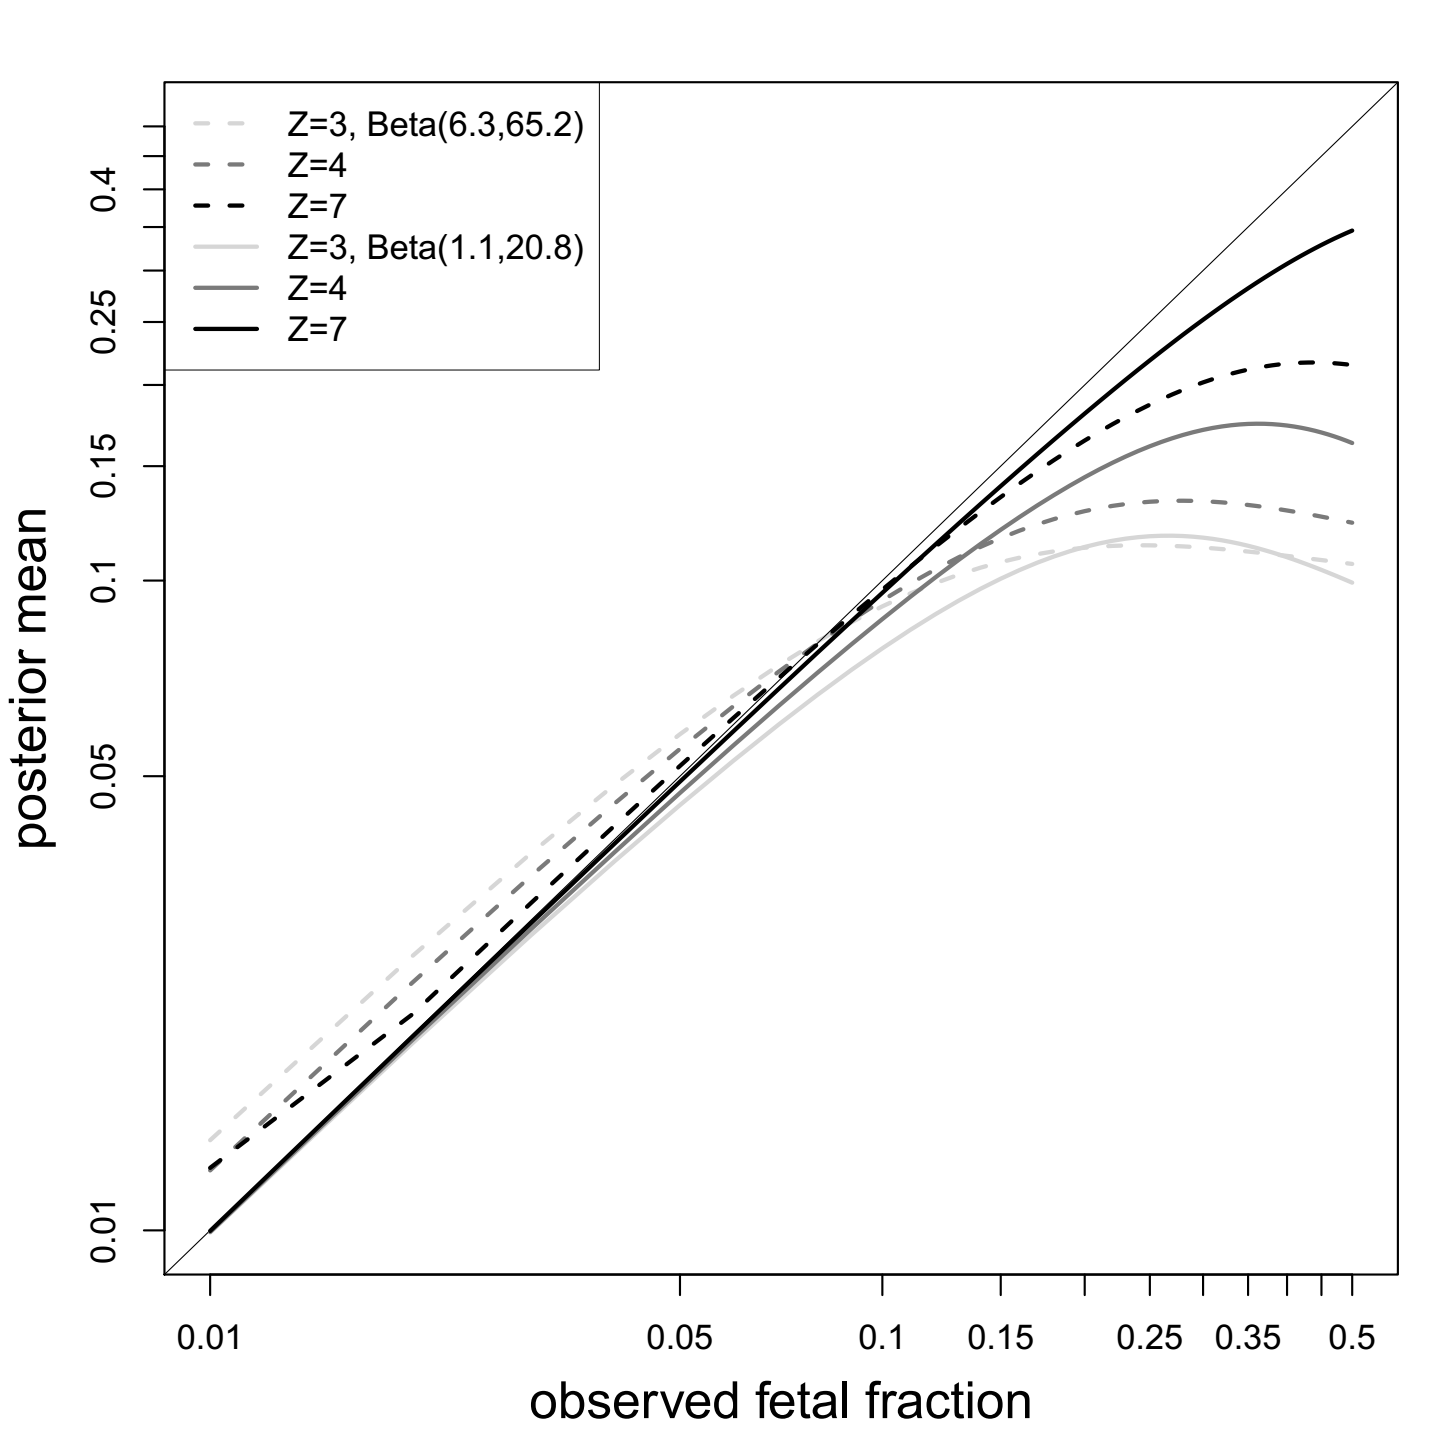 Z=3, Beta(6.3,65.2)
Z=4
Z=7
Z=3, Beta(1.1,20.8)
Z=4
Z=7
posterior mean
0.4
0.25
0.15
0.1
0.05
0.01
0.01 0.05 0.1 0.15 0.25 0.35 0.5
observed fetal fraction